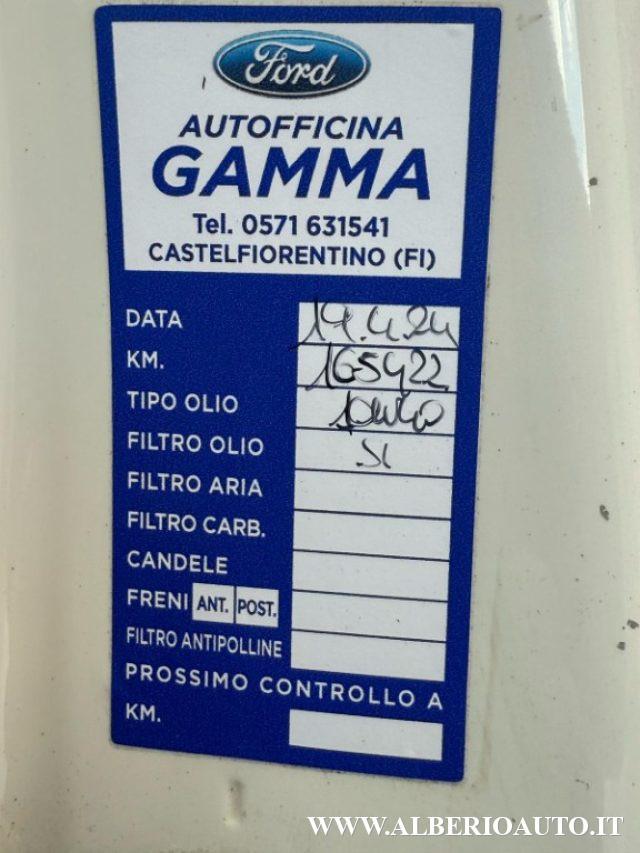 Ford
AUTOFFICINA
GAMMA
Tel. 0571 631541
CASTELFIORENTINO (FI)
DATA 19.4.24
KM. 165422
TIPO OLIO 10W40
FILTRO OLIO SI
FILTRO ARIA
FILTRO CARB.
CANDELE
FRENI ANT. POST.
FILTRO ANTIPOLLINE
PROSSIMO CONTROLLO A
KM.
WWW.ALBERIOAUTO.IT